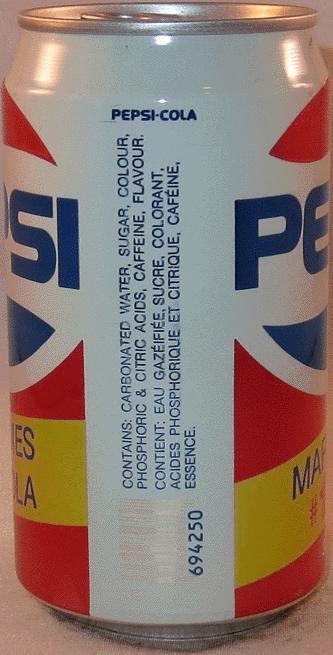 PEPSI-COLA
PSI
PE
CONTAINS: CARBONATED WATER, SUGAR, COLOUR,
PHOSPHORIC & CITRIC ACIDS, CAFFEINE, FLAVOUR.
CONTIENT: EAU GAZÉIFIÉE, SUCRE, COLORANT,
ACIDES PHOSPHORIQUE ET CITRIQUE, CAFÉINE,
ESSENCE.
694250
IES
LA
MA
#